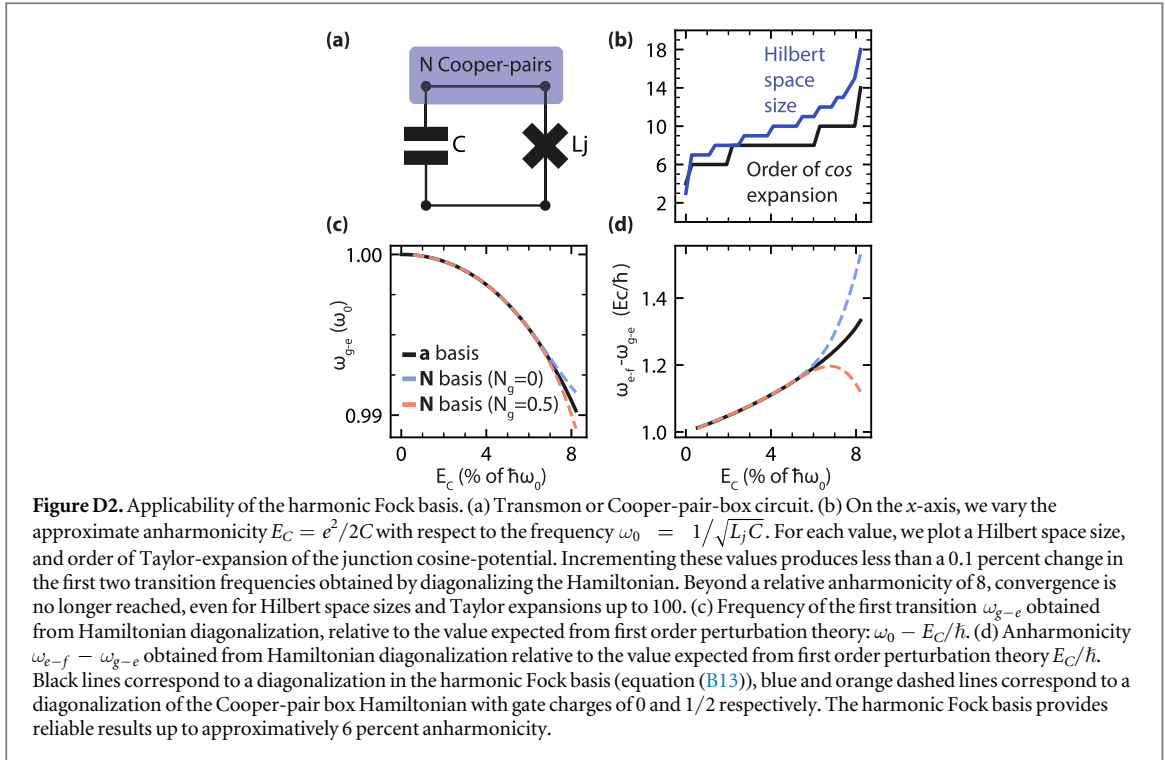 (a)
N Cooper-pairs
C
Lj
(b)
18
14
10
6
2
Hilbert
space
size
Order of cos
expansion
(c)
1.00
0.99
ω_{g-e} (ω_0)
a basis
N basis (N_g=0)
N basis (N_g=0.5)
0 4 8
E_C (% of ħω_0)
(d)
1.4
1.2
1.0
ω_{e-f}-ω_{g-e} (Ec/ħ)
0 4 8
E_C (% of ħω_0)
Figure D2. Applicability of the harmonic Fock basis. (a) Transmon or Cooper-pair-box circuit. (b) On the x-axis, we vary the
approximate anharmonicity E_C = e²/2C with respect to the frequency ω_0 = 1/√(L_jC). For each value, we plot a Hilbert space size,
and order of Taylor-expansion of the junction cosine-potential. Incrementing these values produces less than a 0.1 percent change in
the first two transition frequencies obtained by diagonalizing the Hamiltonian. Beyond a relative anharmonicity of 8, convergence is
no longer reached, even for Hilbert space sizes and Taylor expansions up to 100. (c) Frequency of the first transition ω_{g−e} obtained
from Hamiltonian diagonalization, relative to the value expected from first order perturbation theory: ω_0 − E_C/ħ. (d) Anharmonicity
ω_{e−f} − ω_{g−e} obtained from Hamiltonian diagonalization relative to the value expected from first order perturbation theory E_C/ħ.
Black lines correspond to a diagonalization in the harmonic Fock basis (equation (B13)), blue and orange dashed lines correspond to a
diagonalization of the Cooper-pair box Hamiltonian with gate charges of 0 and 1/2 respectively. The harmonic Fock basis provides
reliable results up to approximatively 6 percent anharmonicity.